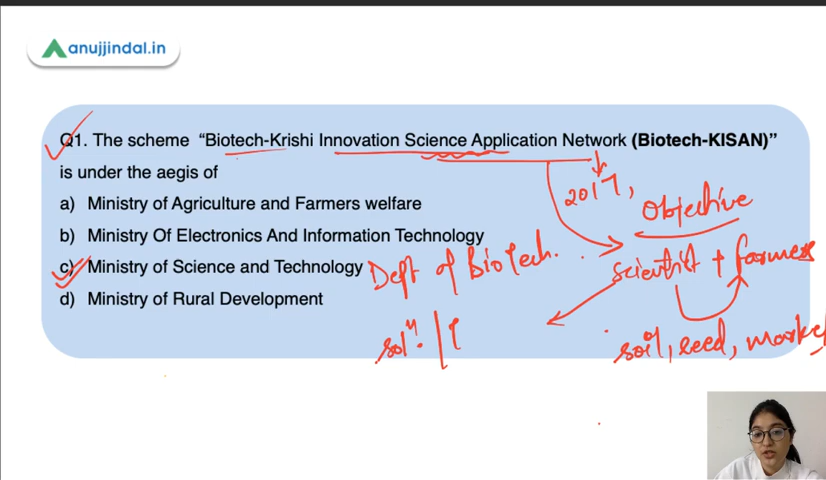 anujjindal.in
Q1. The scheme “Biotech-Krishi Innovation Science Application Network (Biotech-KISAN)”
is under the aegis of
a) Ministry of Agriculture and Farmers welfare
b) Ministry Of Electronics And Information Technology
c) Ministry of Science and Technology
d) Ministry of Rural Development
2017,
Objective
Dept of Biotech.
Scientist + farmers
soln.
soil, seed, market